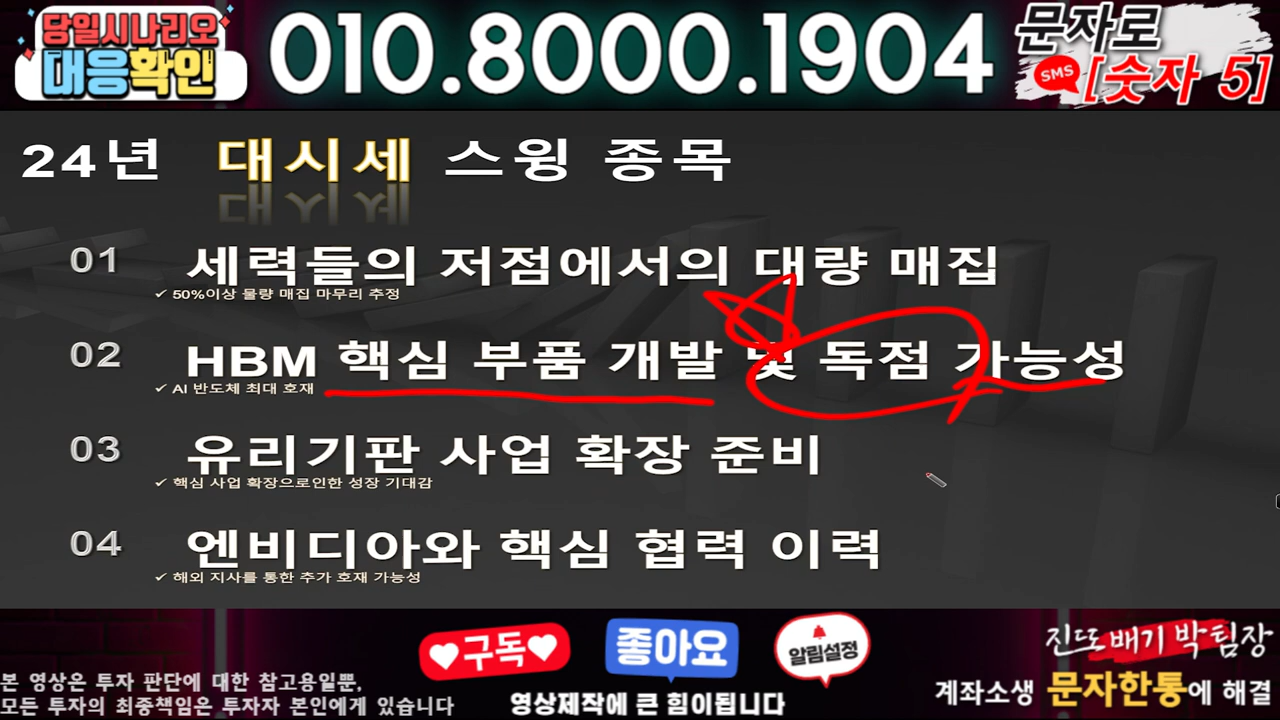 당일시나리오
대응확인
010.8000.1904
문자로
SMS
[숫자 5]
24년 대시세 스윙 종목
01 세력들의 저점에서의 대량 매집
✓ 50%이상 물량 매집 마무리 추정
02 HBM 핵심 부품 개발 및 독점 가능성
✓ AI 반도체 최대 호재
03 유리기판 사업 확장 준비
✓ 핵심 사업 확장으로인한 성장 기대감
04 엔비디아와 핵심 협력 이력
✓ 해외 지사를 통한 추가 호재 가능성
구독
좋아요
알림설정
영상제작에 큰 힘이됩니다
본 영상은 투자 판단에 대한 참고용일뿐,
모든 투자의 최종책임은 투자자 본인에게 있습니다
진또배기 박팀장
계좌소생 문자한통에 해결